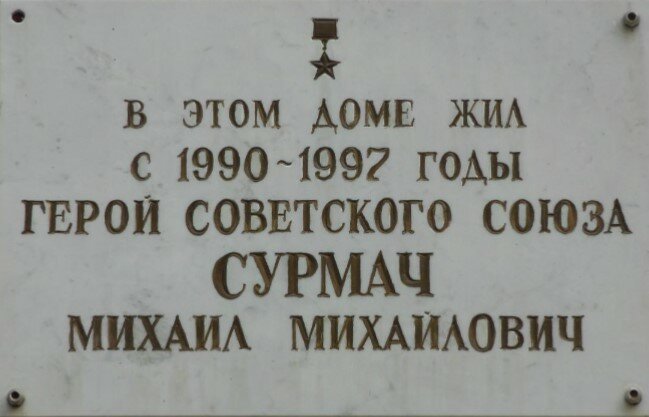 В ЭТОМ ДОМЕ ЖИЛ
С 1990~1997 ГОДЫ
ГЕРОЙ СОВЕТСКОГО СОЮЗА
СУРМАЧ
МИХАИЛ МИХАЙЛОВИЧ